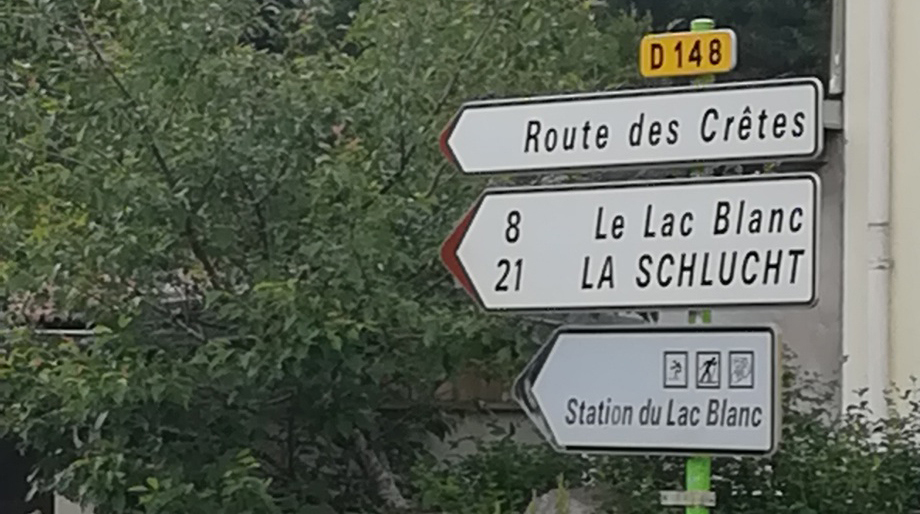 D 148
Route des Crêtes
8 Le Lac Blanc
21 LA SCHLUCHT
Station du Lac Blanc